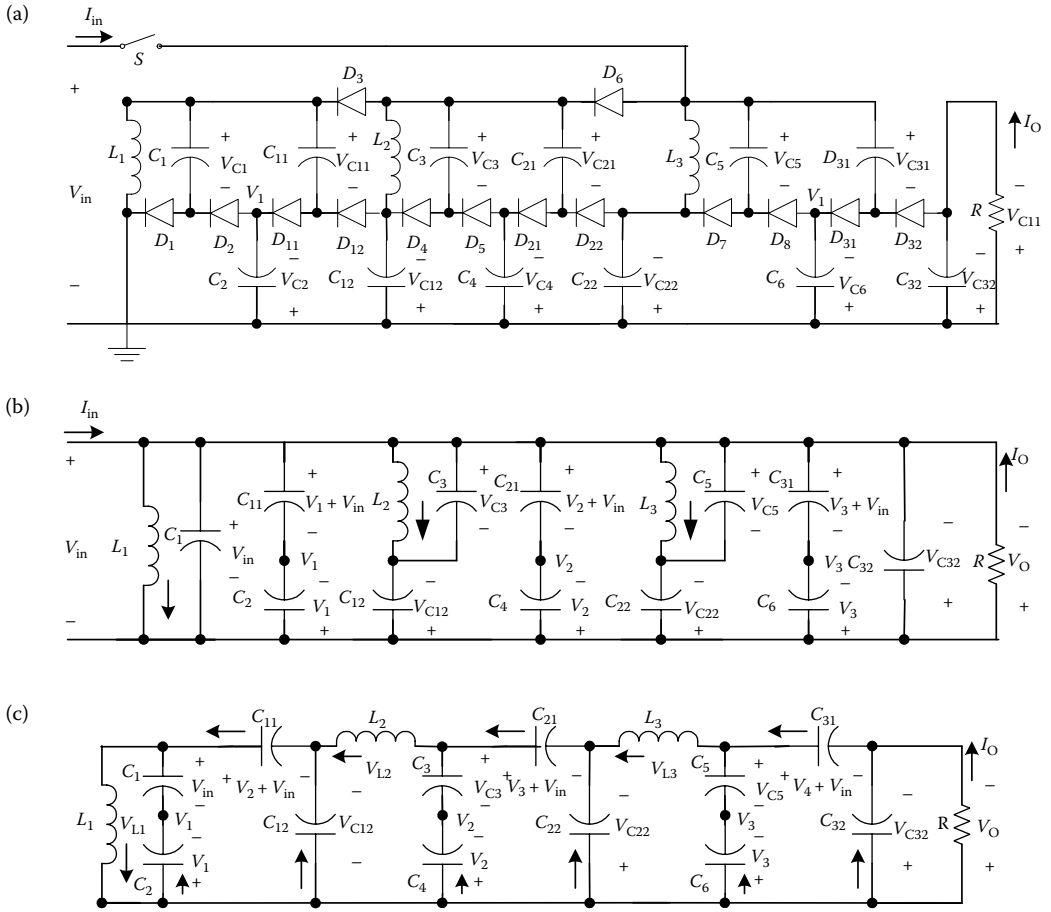 (a)
I_in
S
+
D_3
D_6
L_1
C_1
+
V_C1
−
C_11
+
V_C11
−
L_2
C_3
+
V_C3
−
C_21
+
V_C21
−
L_3
C_5
+
V_C5
−
D_31
+
V_C31
−
I_O
V_in
V_1
V_1
R
−
V_C11
+
D_1
D_2
D_11
D_12
D_4
D_5
D_21
D_22
D_7
D_8
D_31
D_32
−
C_2
−
V_C2
+
C_12
−
V_C12
+
C_4
−
V_C4
+
C_22
−
V_C22
+
C_6
−
V_C6
+
C_32
−
V_C32
+
(b)
I_in
+
V_in
−
L_1
C_1
+
V_in
−
C_11
+
V_1 + V_in
−
V_1
C_2
−
V_1
+
L_2
C_3
+
V_C3
−
C_12
−
V_C12
+
C_21
+
V_2 + V_in
−
V_2
C_4
−
V_2
+
L_3
C_5
+
V_C5
−
C_22
−
V_C22
+
C_31
+
V_3 + V_in
−
V_3
C_6
−
V_3
+
C_32
−
V_C32
+
I_O
R
−
V_O
+
(c)
C_11
L_2
C_21
L_3
C_31
I_O
L_1
V_L1
C_1
+
V_in
−
V_1
−
V_1
C_2
+
+
V_2 + V_in
−
C_12
V_C12
−
V_L2
C_3
+
V_C3
−
V_2
−
V_2
C_4
+
+
V_3 + V_in
−
C_22
−
V_C22
+
V_L3
C_5
+
V_C5
−
V_3
−
V_3
C_6
+
+
V_4 + V_in
−
C_32
−
V_C32
+
R
−
V_O
+